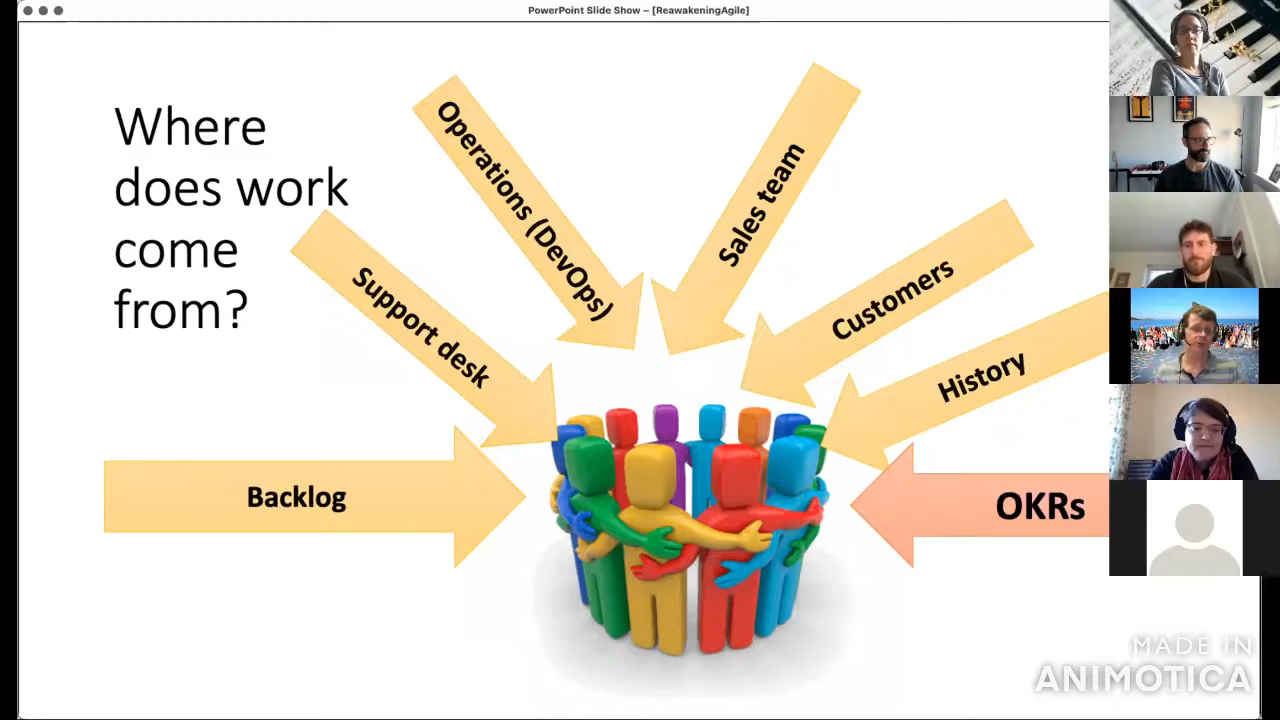 PowerPoint Slide Show – [ReawakeningAgile]
Where
does work
come
from?
Operations (DevOps)
Sales team
Support desk
Customers
History
Backlog
OKRs
MADE IN
ANIMOTICA